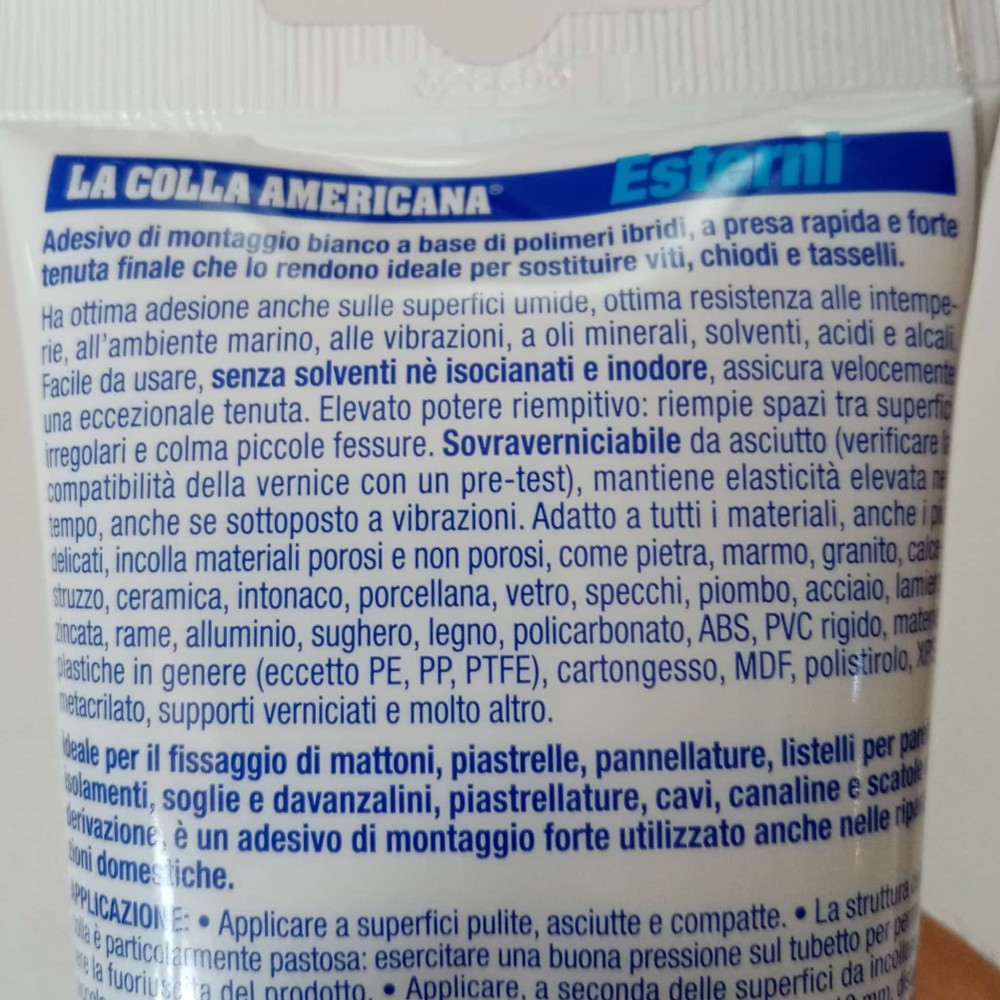 LA COLLA AMERICANA® Esterni
Adesivo di montaggio bianco a base di polimeri ibridi, a presa rapida e forte
tenuta finale che lo rendono ideale per sostituire viti, chiodi e tasselli.
Ha ottima adesione anche sulle superfici umide, ottima resistenza alle intempe-
rie, all'ambiente marino, alle vibrazioni, a oli minerali, solventi, acidi e alcali.
Facile da usare, senza solventi nè isocianati e inodore, assicura velocemente
una eccezionale tenuta. Elevato potere riempitivo: riempie spazi tra superfici
irregolari e colma piccole fessure. Sovraverniciabile da asciutto (verificare la
compatibilità della vernice con un pre-test), mantiene elasticità elevata nel
tempo, anche se sottoposto a vibrazioni. Adatto a tutti i materiali, anche i più
delicati, incolla materiali porosi e non porosi, come pietra, marmo, granito, calce-
struzzo, ceramica, intonaco, porcellana, vetro, specchi, piombo, acciaio, lamiera
zincata, rame, alluminio, sughero, legno, policarbonato, ABS, PVC rigido, mate
plastiche in genere (eccetto PE, PP, PTFE), cartongesso, MDF, polistirolo, XPS
metacrilato, supporti verniciati e molto altro.
Ideale per il fissaggio di mattoni, piastrelle, pannellature, listelli per pare
isolamenti, soglie e davanzalini, piastrellature, cavi, canaline e scatole
derivazione, è un adesivo di montaggio forte utilizzato anche nelle ripa
zioni domestiche.
APPLICAZIONE: • Applicare a superfici pulite, asciutte e compatte. • La struttura
colla è particolarmente pastosa: esercitare una buona pressione sul tubetto per
la fuoriuscita del prodotto. • Applicare, a seconda delle superfici da
mm,